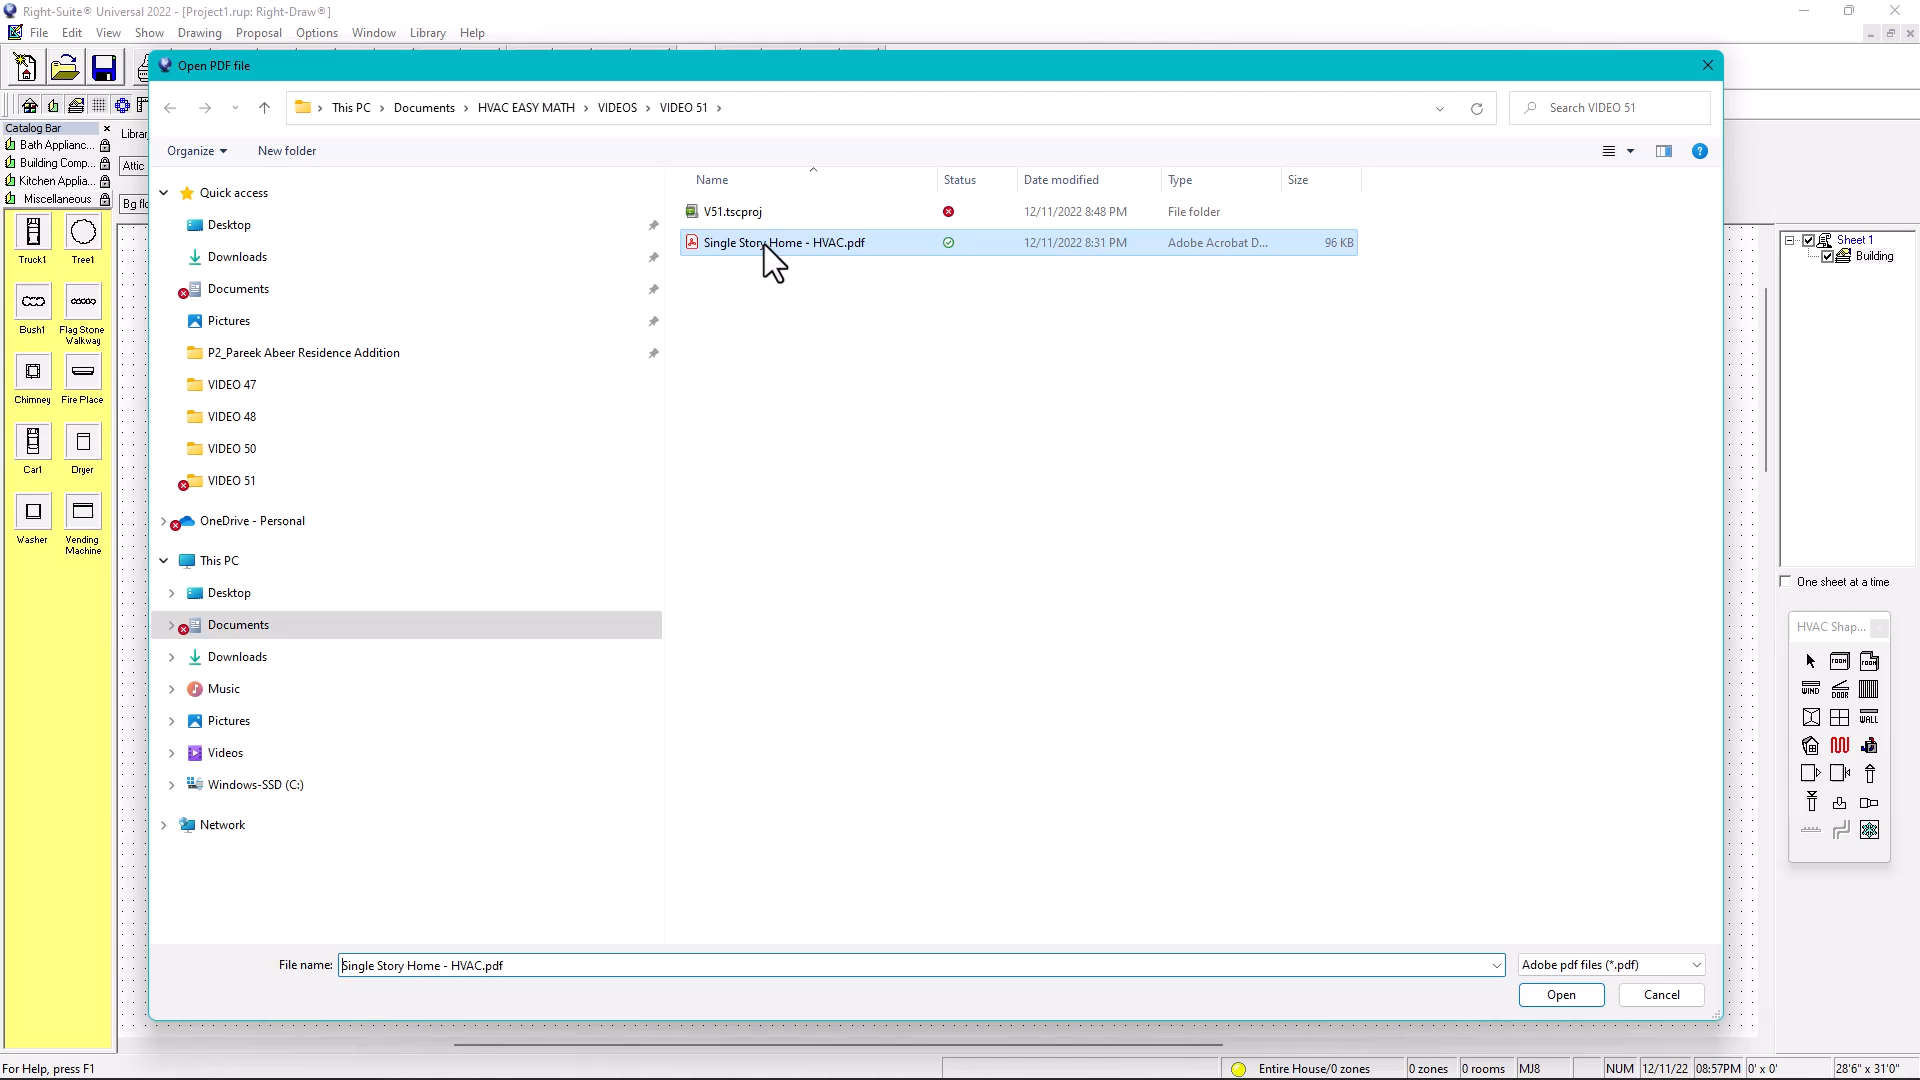 Right-Suite® Universal 2022 - [Project1.rup: Right-Draw®]
File Edit View Show Drawing Proposal Options Window Library Help
Open PDF file
This PC > Documents > HVAC EASY MATH > VIDEOS > VIDEO 51 >
Search VIDEO 51
Organize New folder
Catalog Bar
Bath Applianc...
Building Comp...
Kitchen Applia...
Miscellaneous
Truck1 Tree1
Bush1 Flag Stone
Walkway
Chimney Fire Place
Car1 Dryer
Washer Vending
Machine
Librar
Attic
Bg flo
Quick access
Desktop
Downloads
Documents
Pictures
P2_Pareek Abeer Residence Addition
VIDEO 47
VIDEO 48
VIDEO 50
VIDEO 51
OneDrive - Personal
This PC
Desktop
Documents
Downloads
Music
Pictures
Videos
Windows-SSD (C:)
Network
Name Status Date modified Type Size
V51.tscproj 12/11/2022 8:48 PM File folder
Single Story Home - HVAC.pdf 12/11/2022 8:31 PM Adobe Acrobat D... 96 KB
File name: Single Story Home - HVAC.pdf Adobe pdf files (*.pdf)
Open Cancel
Sheet 1
Building
One sheet at a time
HVAC Shap...
ROOM ROOM
WIND DOOR
WALL
For Help, press F1 Entire House/0 zones 0 zones 0 rooms MJ8 NUM 12/11/22 08:57PM 0' x 0' 28'6" x 31'0"